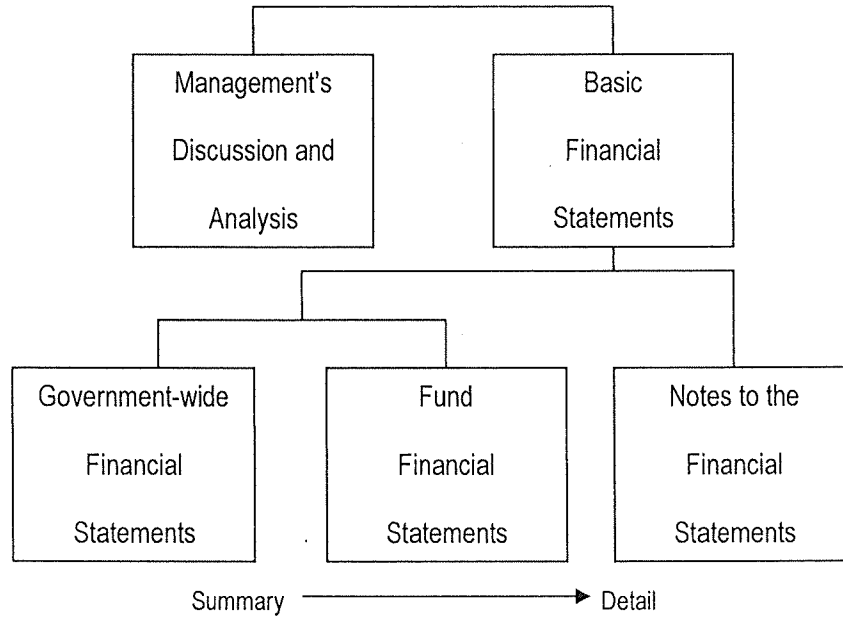 Management's
Discussion and
Analysis
Basic
Financial
Statements
Government-wide
Financial
Statements
Fund
Financial
Statements
Notes to the
Financial
Statements
Summary
Detail